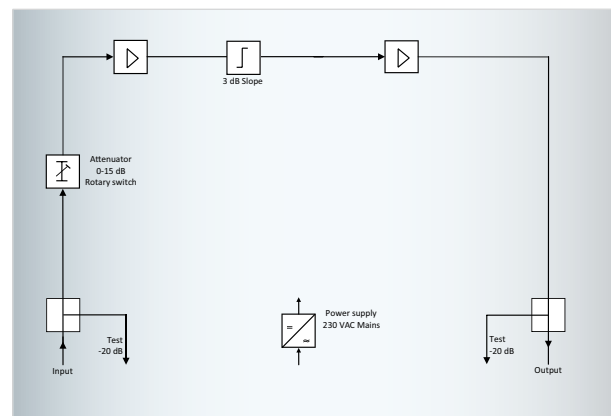 3 dB Slope
Attenuator
0-15 dB
Rotary switch
Power supply
230 VAC Mains
Test
-20 dB
Input
Test
-20 dB
Output